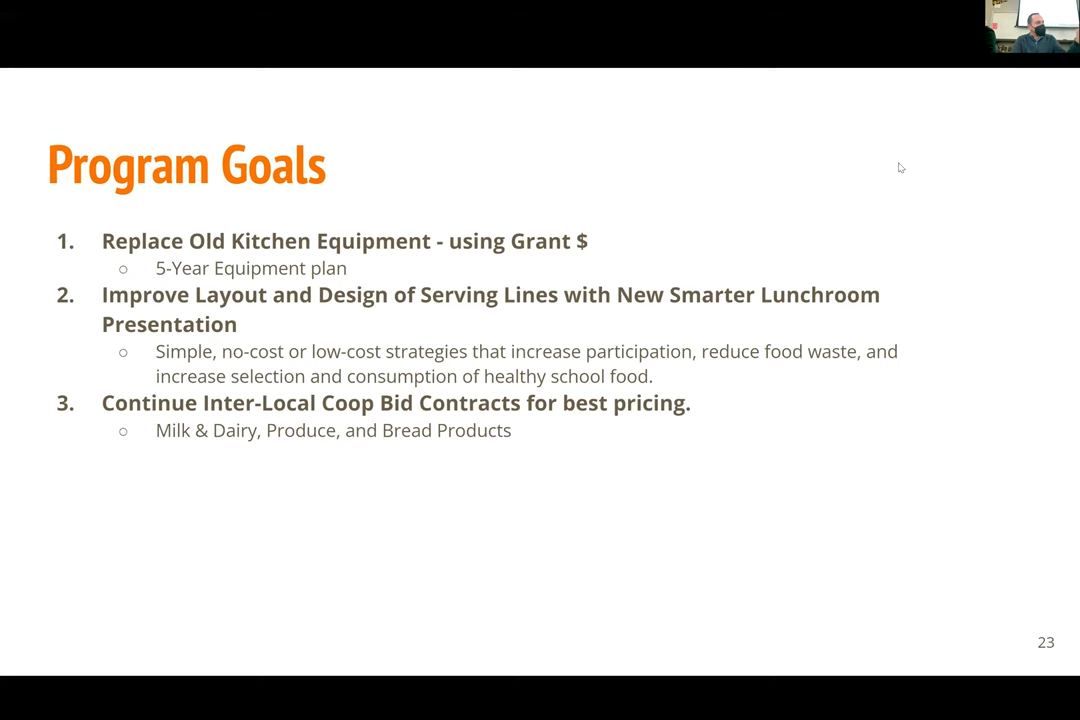 Program Goals
1. Replace Old Kitchen Equipment - using Grant $
○ 5-Year Equipment plan
2. Improve Layout and Design of Serving Lines with New Smarter Lunchroom
Presentation
○ Simple, no-cost or low-cost strategies that increase participation, reduce food waste, and
increase selection and consumption of healthy school food.
3. Continue Inter-Local Coop Bid Contracts for best pricing.
○ Milk & Dairy, Produce, and Bread Products
23